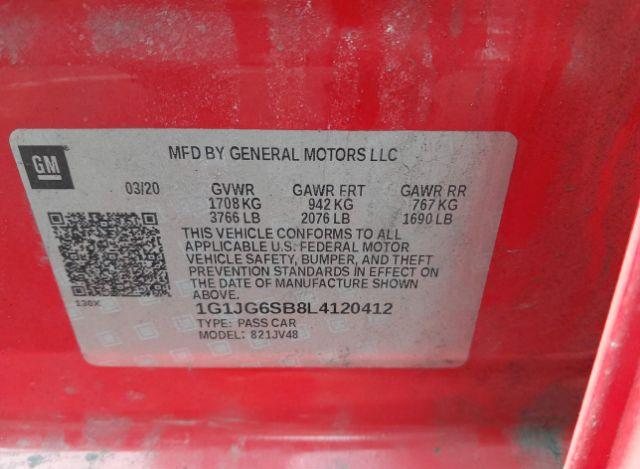 GM
MFD BY GENERAL MOTORS LLC
03/20 GVWR GAWR FRT GAWR RR
1708 KG 942 KG 767 KG
3766 LB 2076 LB 1690 LB
THIS VEHICLE CONFORMS TO ALL
APPLICABLE U.S. FEDERAL MOTOR
VEHICLE SAFETY, BUMPER, AND THEFT
PREVENTION STANDARDS IN EFFECT ON
THE DATE OF MANUFACTURE SHOWN
ABOVE.
130X
1G1JG6SB8L4120412
TYPE: PASS CAR
MODEL: 821JV48